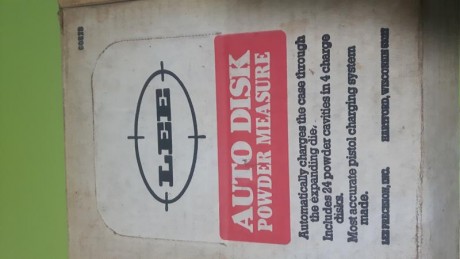 LEE
AUTO DISK
POWDER MEASURE
Automatically charges the case through
the expanding die.
Includes 24 powder cavities in 4 charge
disks.
Most accurate pistol charging system
made.
LEE PRECISION, INC. HARTFORD, WISCONSIN